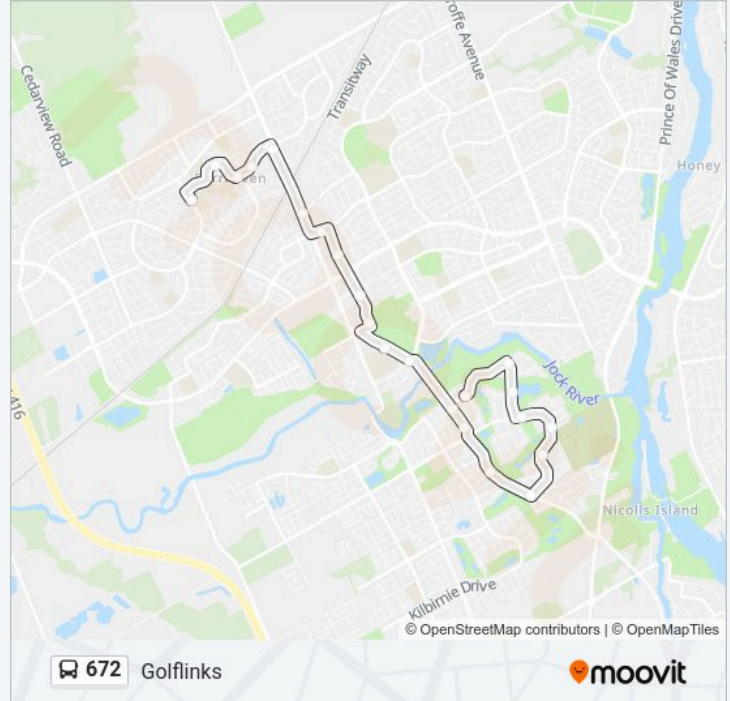 offe Avenue
Prince Of Wales Drive
Cedarview Road
Transitway
Honey
Jock River
416
Nicolls Island
Kilbirnie Drive
© OpenStreetMap contributors | © OpenMapTiles
672 Golflinks moovit